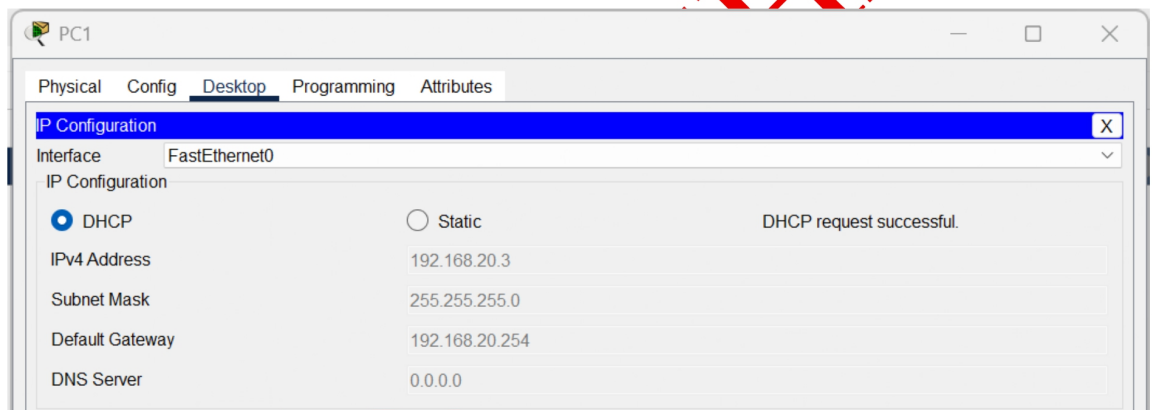 PC1
Physical Config Desktop Programming Attributes
IP Configuration X
Interface FastEthernet0
IP Configuration
DHCP Static DHCP request successful.
IPv4 Address 192.168.20.3
Subnet Mask 255.255.255.0
Default Gateway 192.168.20.254
DNS Server 0.0.0.0